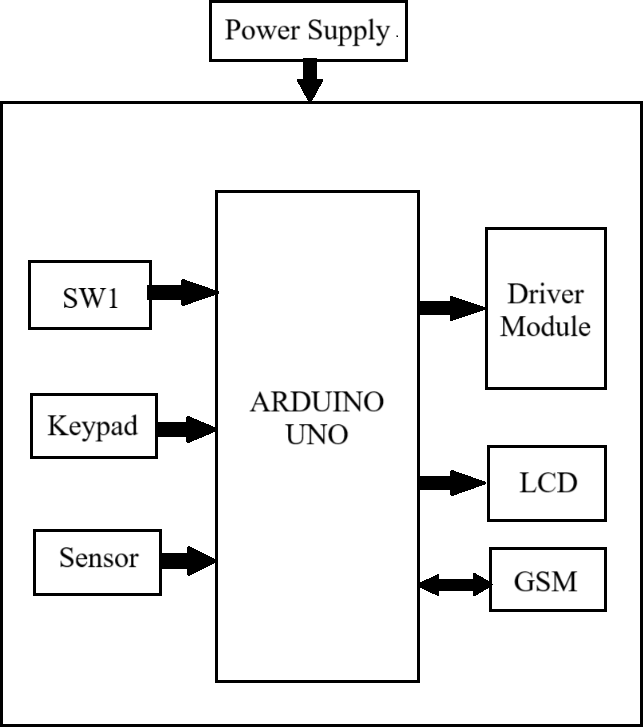 Power Supply .
SW1
Keypad
Sensor
ARDUINO
UNO
Driver
Module
LCD
GSM